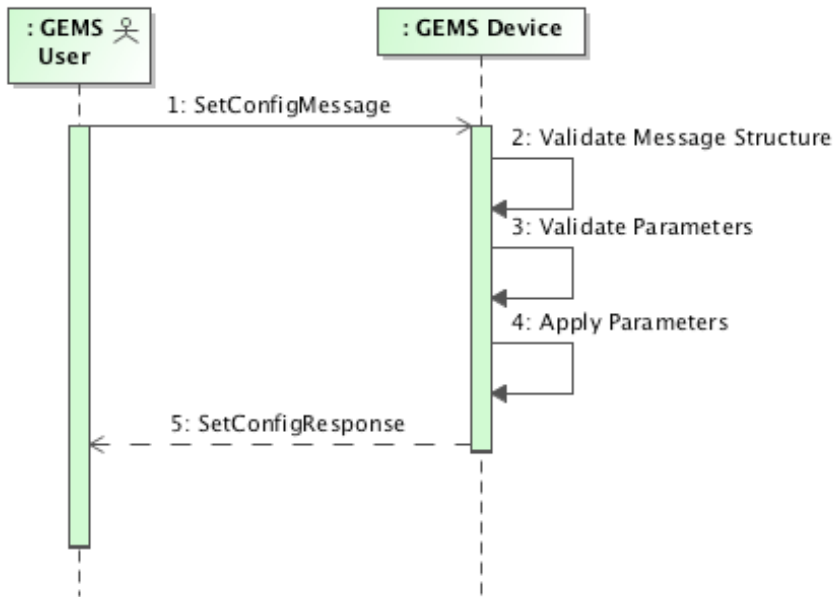 : GEMS
User
: GEMS Device
1: SetConfigMessage
2: Validate Message Structure
3: Validate Parameters
4: Apply Parameters
5: SetConfigResponse